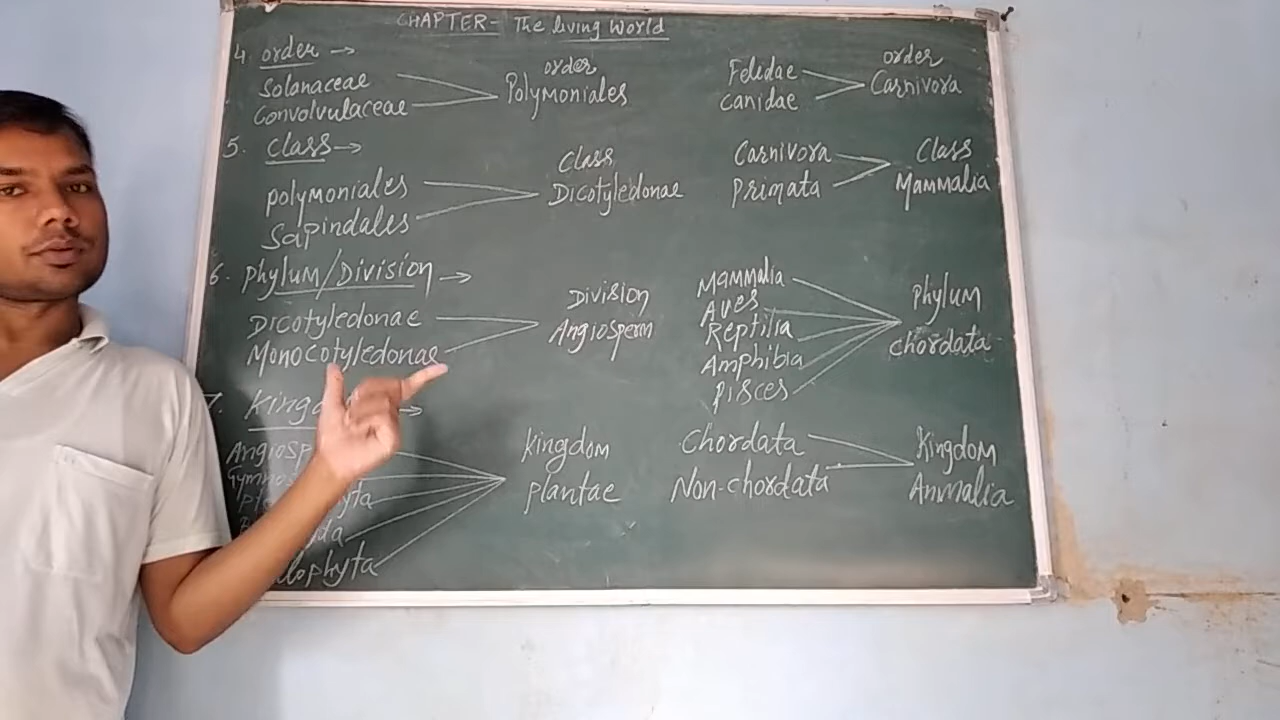 CHAPTER- The living World
4 order →
Solanaceae
Convolvulaceae
order
Polymoniales
Felidae
Canidae
order
Carnivora
5. Class →
polymoniales
Sapindales
Class
Dicotyledonae
Carnivora
Primata
Class
Mammalia
6. Phylum/Division →
Dicotyledonae
Monocotyledonae
Division
Angiosperm
Mammalia
Aves
Reptilia
Amphibia
Pisces
Phylum
Chordata
7. →
Kingdom
plantae
Chordata
Non-chordata
Kingdom
Anmalia